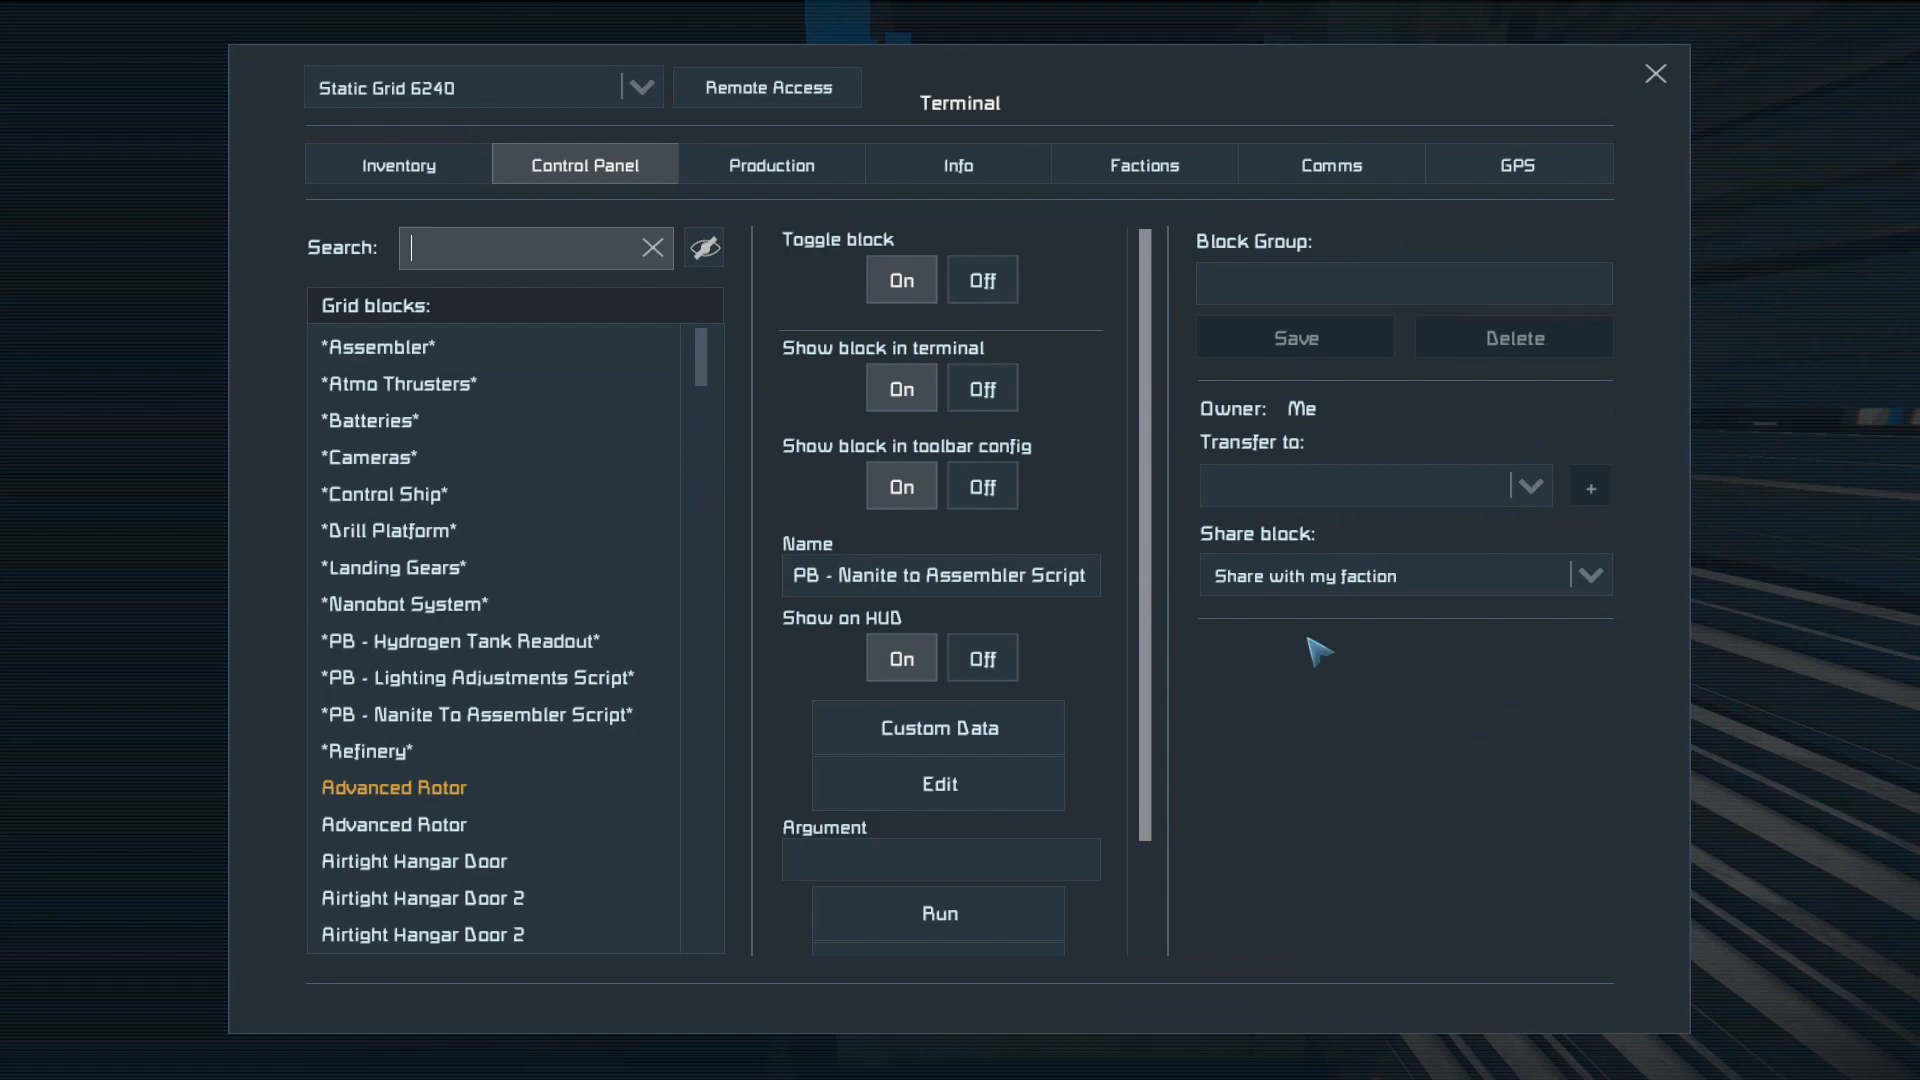 Static Grid 6240
Remote Access
Terminal
Inventory
Control Panel
Production
Info
Factions
Comms
GPS
Search:
Grid blocks:
*Assembler*
*Atmo Thrusters*
*Batteries*
*Cameras*
*Control Ship*
*Drill Platform*
*Landing Gears*
*Nanobot System*
*PB - Hydrogen Tank Readout*
*PB - Lighting Adjustments Script*
*PB - Nanite To Assembler Script*
*Refinery*
Advanced Rotor
Advanced Rotor
Airtight Hangar Door
Airtight Hangar Door 2
Airtight Hangar Door 2
Toggle block
On Off
Show block in terminal
On Off
Show block in toolbar config
On Off
Name
PB - Nanite to Assembler Script
Show on HUD
On Off
Custom Data
Edit
Argument
Run
Block Group:
Save Delete
Owner: Me
Transfer to:
+
Share block:
Share with my faction